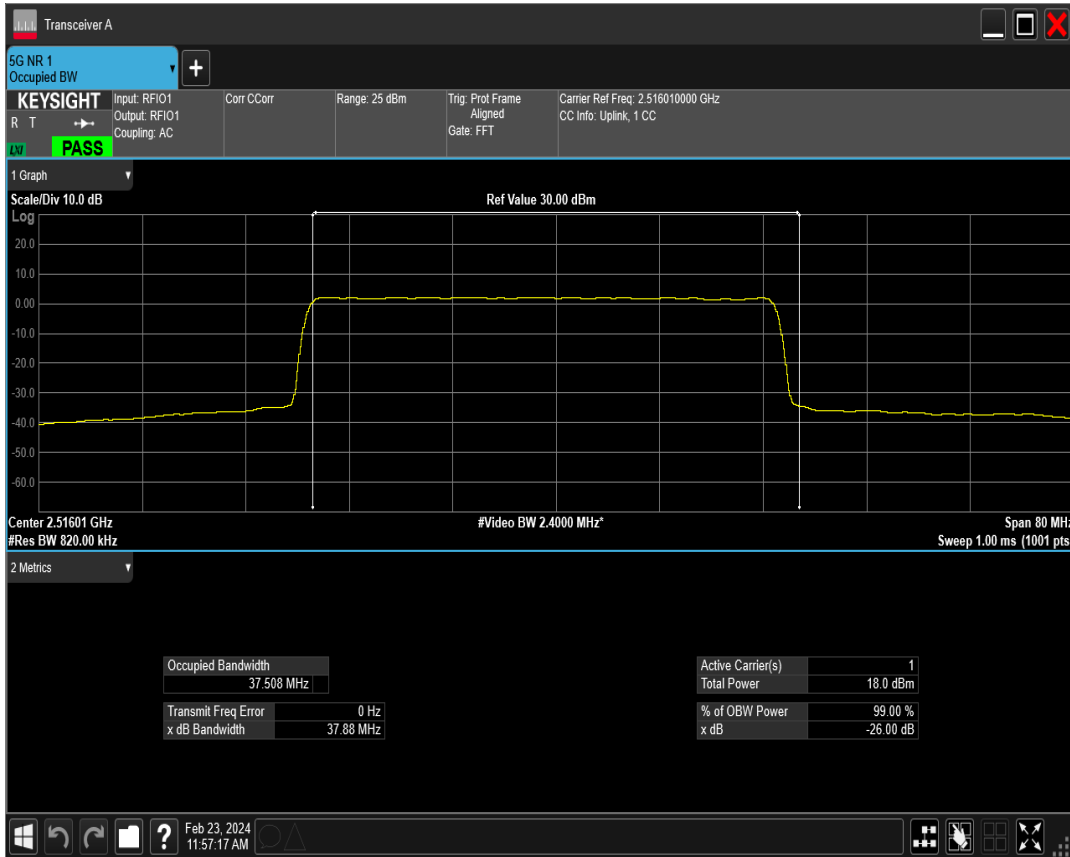 Transceiver A
5G NR 1
Occupied BW
+
KEYSIGHT
R T
LXI
PASS
Input: RFIO1
Output: RFIO1
Coupling: AC
Corr CCorr
Range: 25 dBm
Trig: Prot Frame
Aligned
Gate: FFT
Carrier Ref Freq: 2.516010000 GHz
CC Info: Uplink, 1 CC
1 Graph
Scale/Div 10.0 dB
Ref Value 30.00 dBm
Log
20.0
10.0
0.00
-10.0
-20.0
-30.0
-40.0
-50.0
-60.0
Center 2.51601 GHz
#Video BW 2.4000 MHz*
Span 80 MHz
#Res BW 820.00 kHz
Sweep 1.00 ms (1001 pts
2 Metrics
Occupied Bandwidth
37.508 MHz
Transmit Freq Error 0 Hz
x dB Bandwidth 37.88 MHz
Active Carrier(s) 1
Total Power 18.0 dBm
% of OBW Power 99.00 %
x dB -26.00 dB
?
Feb 23, 2024
11:57:17 AM